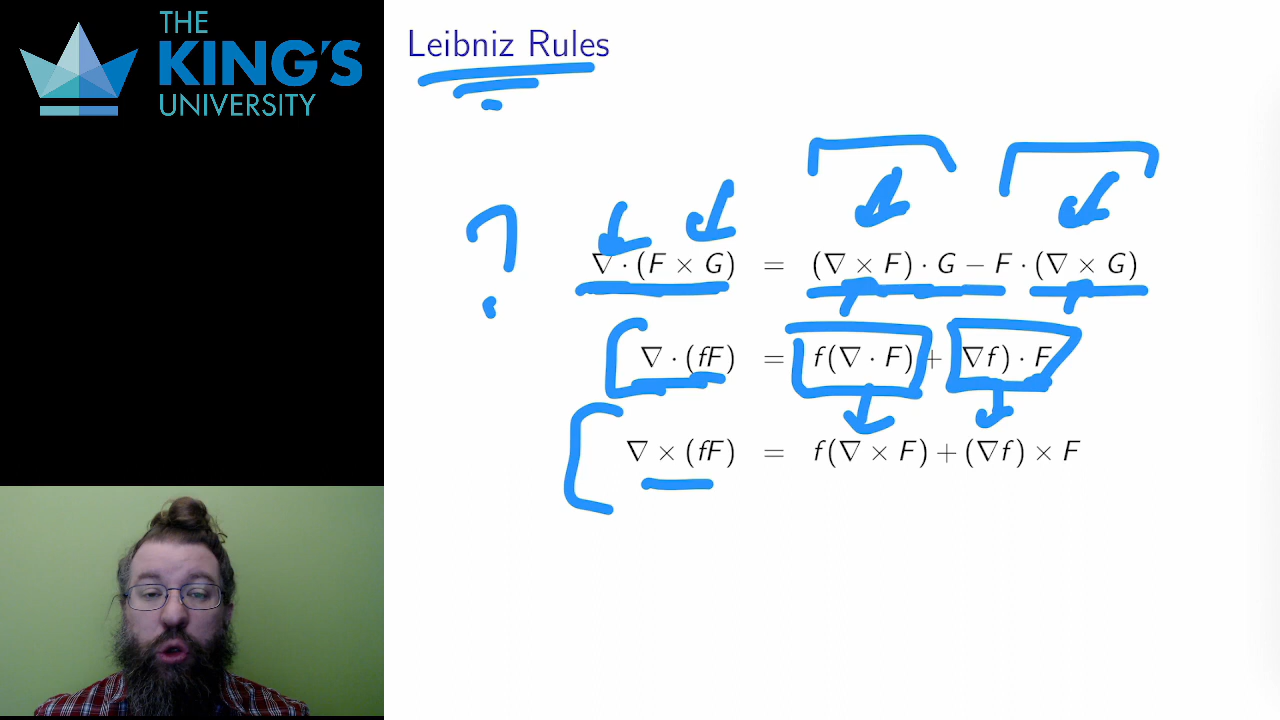 THE
KING'S
UNIVERSITY
Leibniz Rules
?
∇ · (F × G) = (∇ × F) · G − F · (∇ × G)
∇ · (fF) = f(∇ · F) + (∇f) · F
∇ × (fF) = f(∇ × F) + (∇f) × F